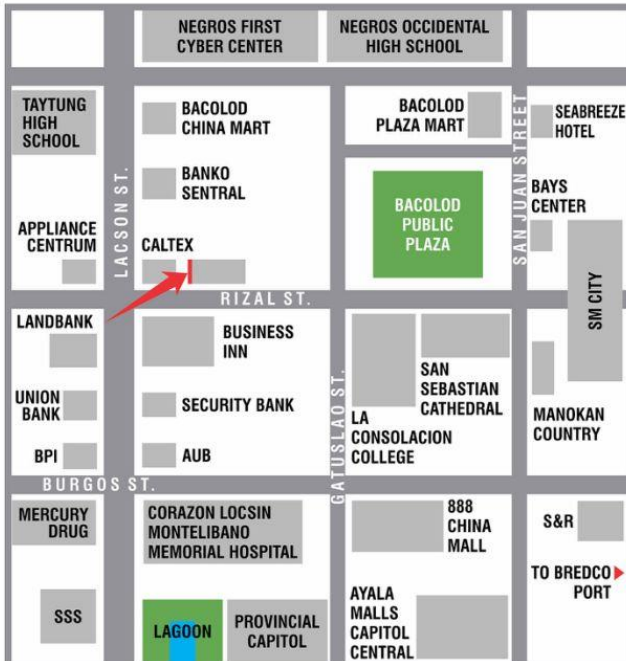 NEGROS FIRST
CYBER CENTER
NEGROS OCCIDENTAL
HIGH SCHOOL
TAYTUNG
HIGH
SCHOOL
BACOLOD
CHINA MART
BACOLOD
PLAZA MART
SEABREEZE
HOTEL
SAN JUAN STREET
LACSON ST.
BANKO
SENTRAL
BACOLOD
PUBLIC
PLAZA
BAYS
CENTER
APPLIANCE
CENTRUM
CALTEX
SM CITY
RIZAL ST.
LANDBANK
BUSINESS
INN
SAN
SEBASTIAN
CATHEDRAL
UNION
BANK
SECURITY BANK
GATUSLAO ST.
LA
CONSOLACION
COLLEGE
MANOKAN
COUNTRY
BPI
AUB
BURGOS ST.
MERCURY
DRUG
CORAZON LOCSIN
MONTELIBANO
MEMORIAL HOSPITAL
888
CHINA
MALL
S&R
TO BREDCO
PORT
SSS
LAGOON
PROVINCIAL
CAPITOL
AYALA
MALLS
CAPITOL
CENTRAL